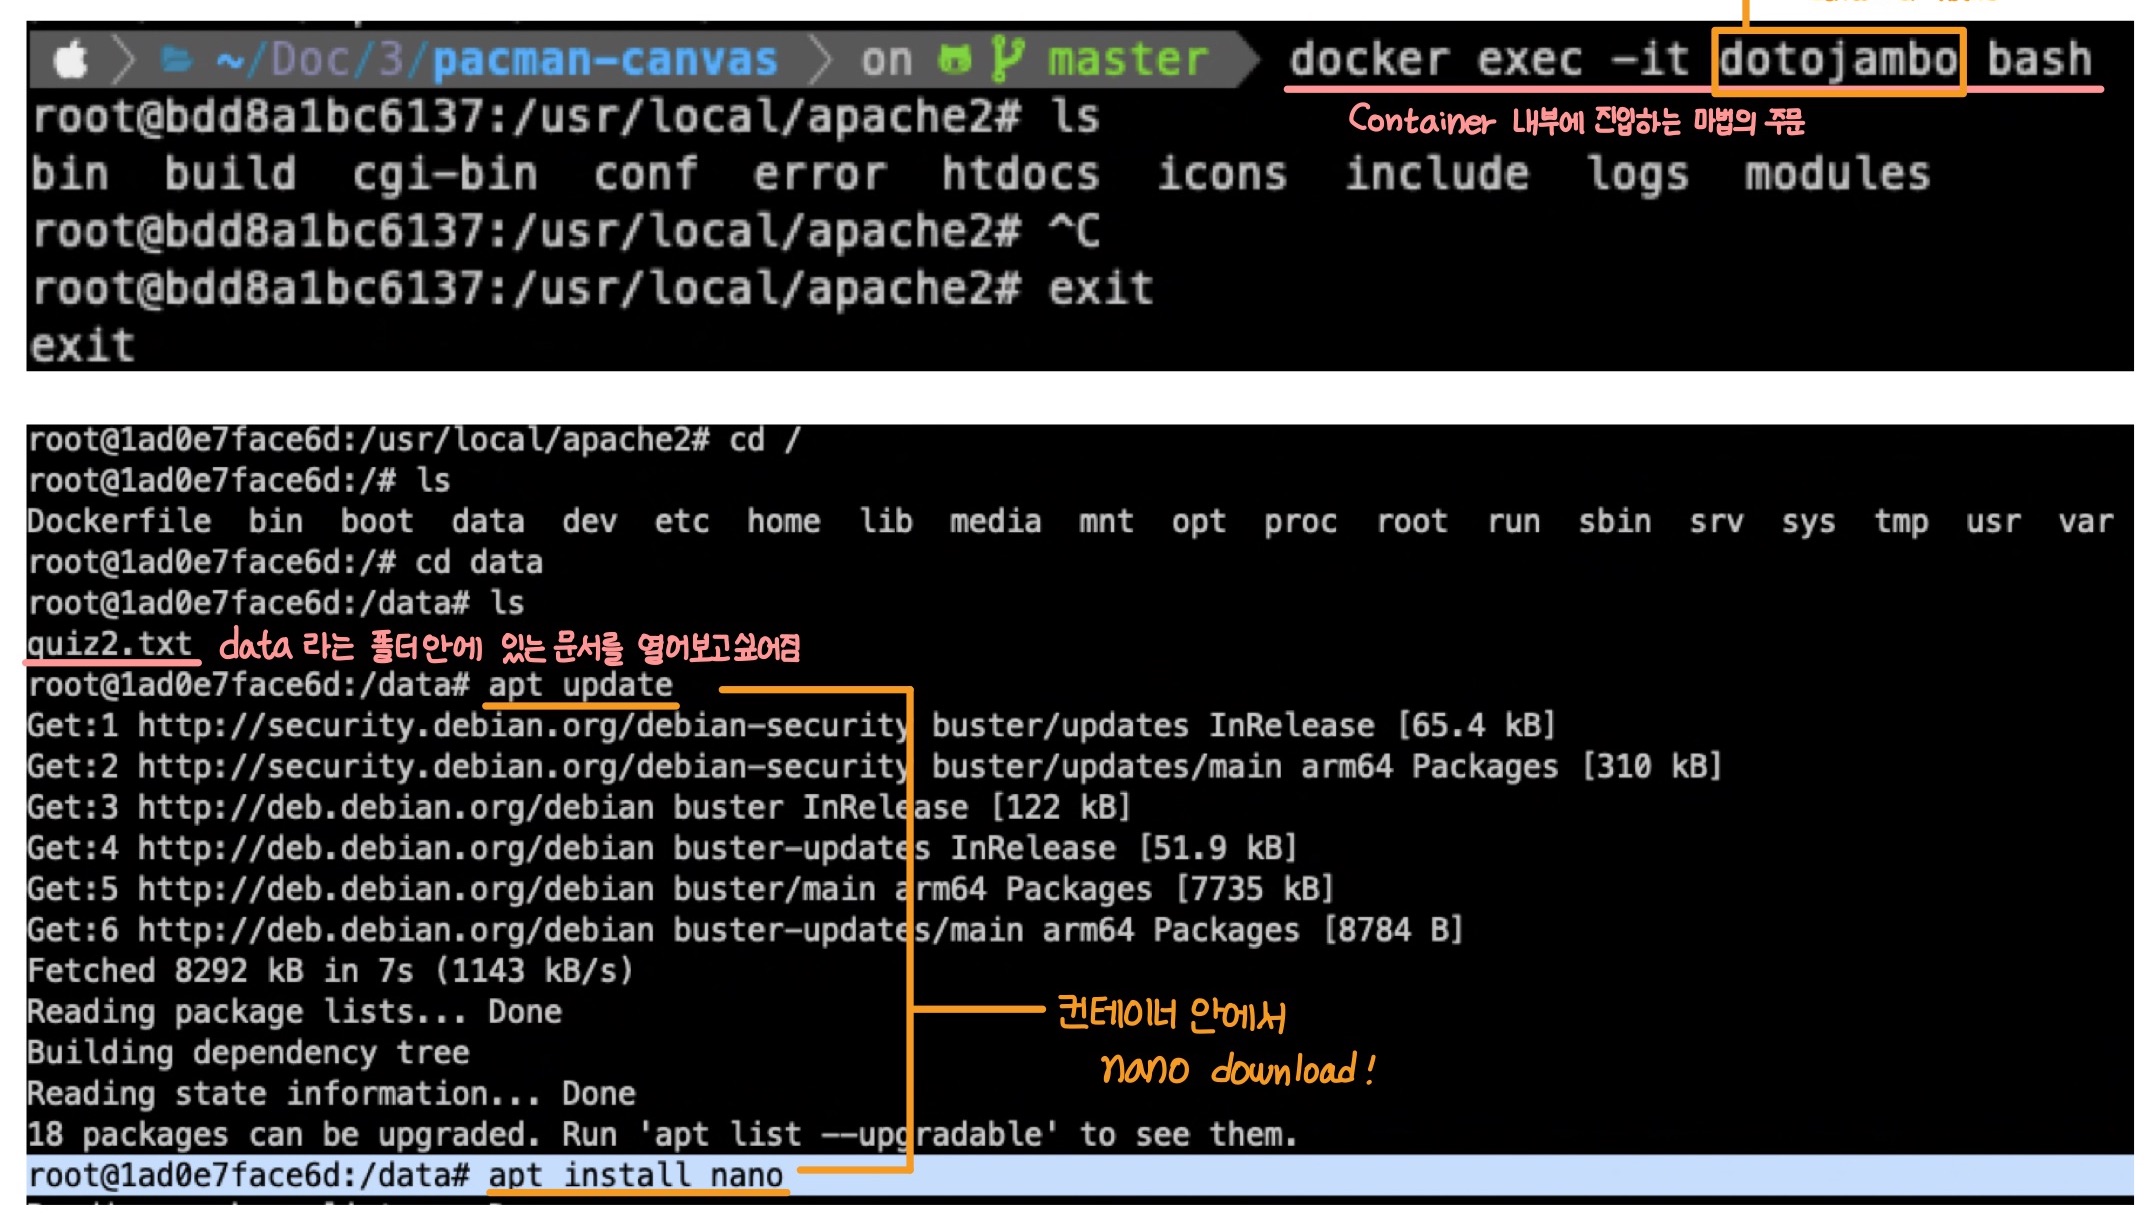 ~/Doc/3/pacman-canvas on master docker exec -it dotojambo bash
root@bdd8a1bc6137:/usr/local/apache2# ls
Container 내부에 진입하는 마법의 주문
bin build cgi-bin conf error htdocs icons include logs modules
root@bdd8a1bc6137:/usr/local/apache2# ^C
root@bdd8a1bc6137:/usr/local/apache2# exit
exit
root@1ad0e7face6d:/usr/local/apache2# cd /
root@1ad0e7face6d:/# ls
Dockerfile bin boot data dev etc home lib media mnt opt proc root run sbin srv sys tmp usr var
root@1ad0e7face6d:/# cd data
root@1ad0e7face6d:/data# ls
quiz2.txt data 라는 폴더안에 있는 문서를 열어보고싶어짐
root@1ad0e7face6d:/data# apt update
Get:1 http://security.debian.org/debian-security buster/updates InRelease [65.4 kB]
Get:2 http://security.debian.org/debian-security buster/updates/main arm64 Packages [310 kB]
Get:3 http://deb.debian.org/debian buster InRelease [122 kB]
Get:4 http://deb.debian.org/debian buster-updates InRelease [51.9 kB]
Get:5 http://deb.debian.org/debian buster/main arm64 Packages [7735 kB]
Get:6 http://deb.debian.org/debian buster-updates/main arm64 Packages [8784 B]
Fetched 8292 kB in 7s (1143 kB/s)
Reading package lists... Done
컨테이너 안에서
Building dependency tree
nano download!
Reading state information... Done
18 packages can be upgraded. Run 'apt list --upgradable' to see them.
root@1ad0e7face6d:/data# apt install nano